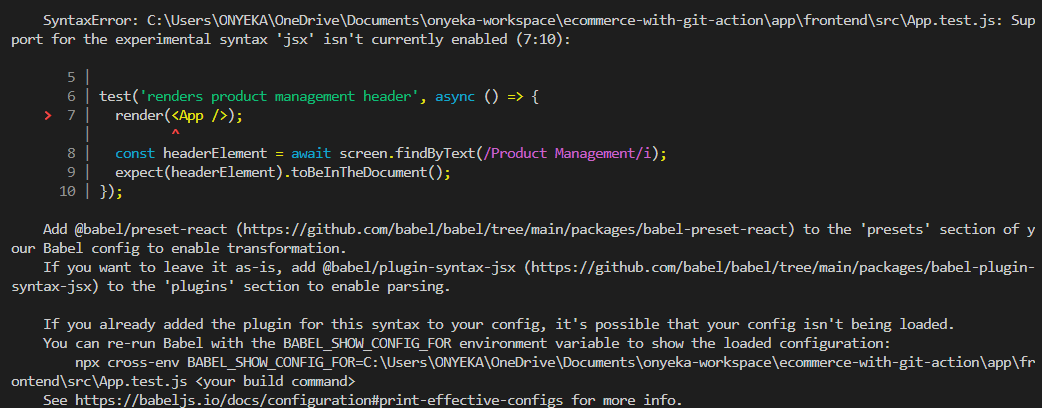 SyntaxError: C:\Users\ONYEKA\OneDrive\Documents\onyeka-workspace\ecommerce-with-git-action\app\frontend\src\App.test.js: Sup
port for the experimental syntax 'jsx' isn't currently enabled (7:10):
5 |
6 | test('renders product management header', async () => {
> 7 |   render(<App />);
|          ^
8 |   const headerElement = await screen.findByText(/Product Management/i);
9 |   expect(headerElement).toBeInTheDocument();
10 | });
Add @babel/preset-react (https://github.com/babel/babel/tree/main/packages/babel-preset-react) to the 'presets' section of y
our Babel config to enable transformation.
If you want to leave it as-is, add @babel/plugin-syntax-jsx (https://github.com/babel/babel/tree/main/packages/babel-plugin-
syntax-jsx) to the 'plugins' section to enable parsing.
If you already added the plugin for this syntax to your config, it's possible that your config isn't being loaded.
You can re-run Babel with the BABEL_SHOW_CONFIG_FOR environment variable to show the loaded configuration:
npx cross-env BABEL_SHOW_CONFIG_FOR=C:\Users\ONYEKA\OneDrive\Documents\onyeka-workspace\ecommerce-with-git-action\app\fr
ontend\src\App.test.js <your build command>
See https://babeljs.io/docs/configuration#print-effective-configs for more info.